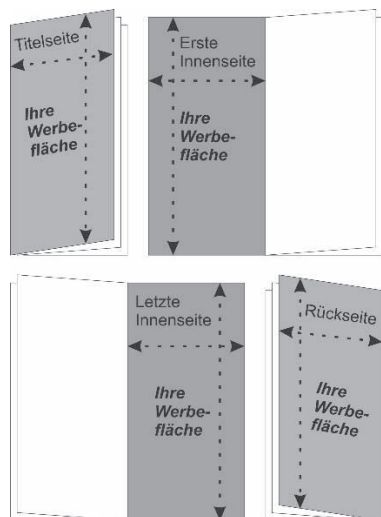 Titelseite
Ihre
Werbe-
fläche
Erste
Innenseite
Ihre
Werbe-
fläche
Letzte
Innenseite
Ihre
Werbe-
fläche
Rückseite
Ihre
Werbe-
fläche